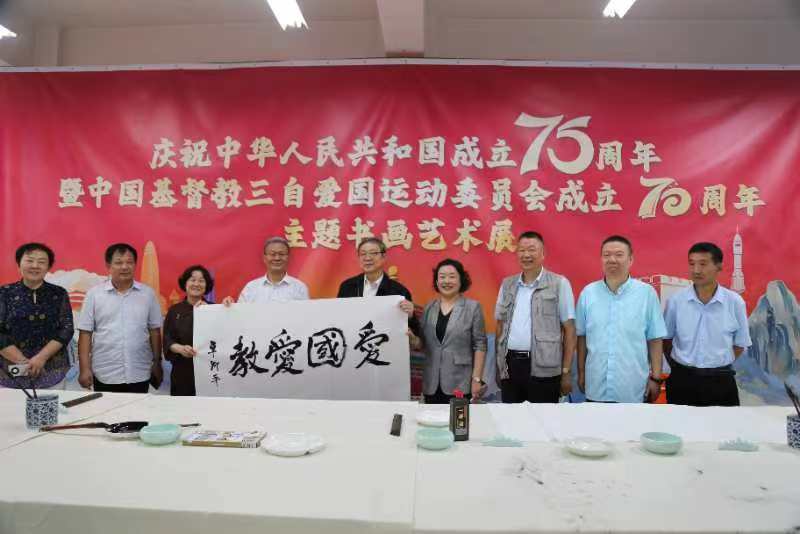 庆祝中华人民共和国成立75周年
暨中国基督教三自爱国运动委员会成立70周年
主题书画艺术展
愛國愛教